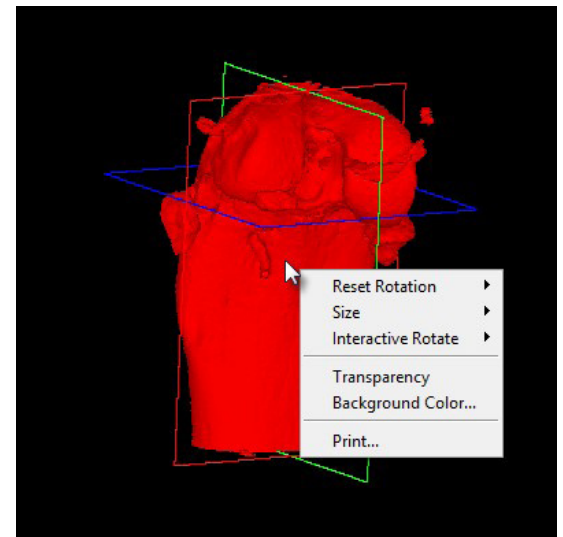 Reset Rotation
Size
Interactive Rotate
Transparency
Background Color...
Print...